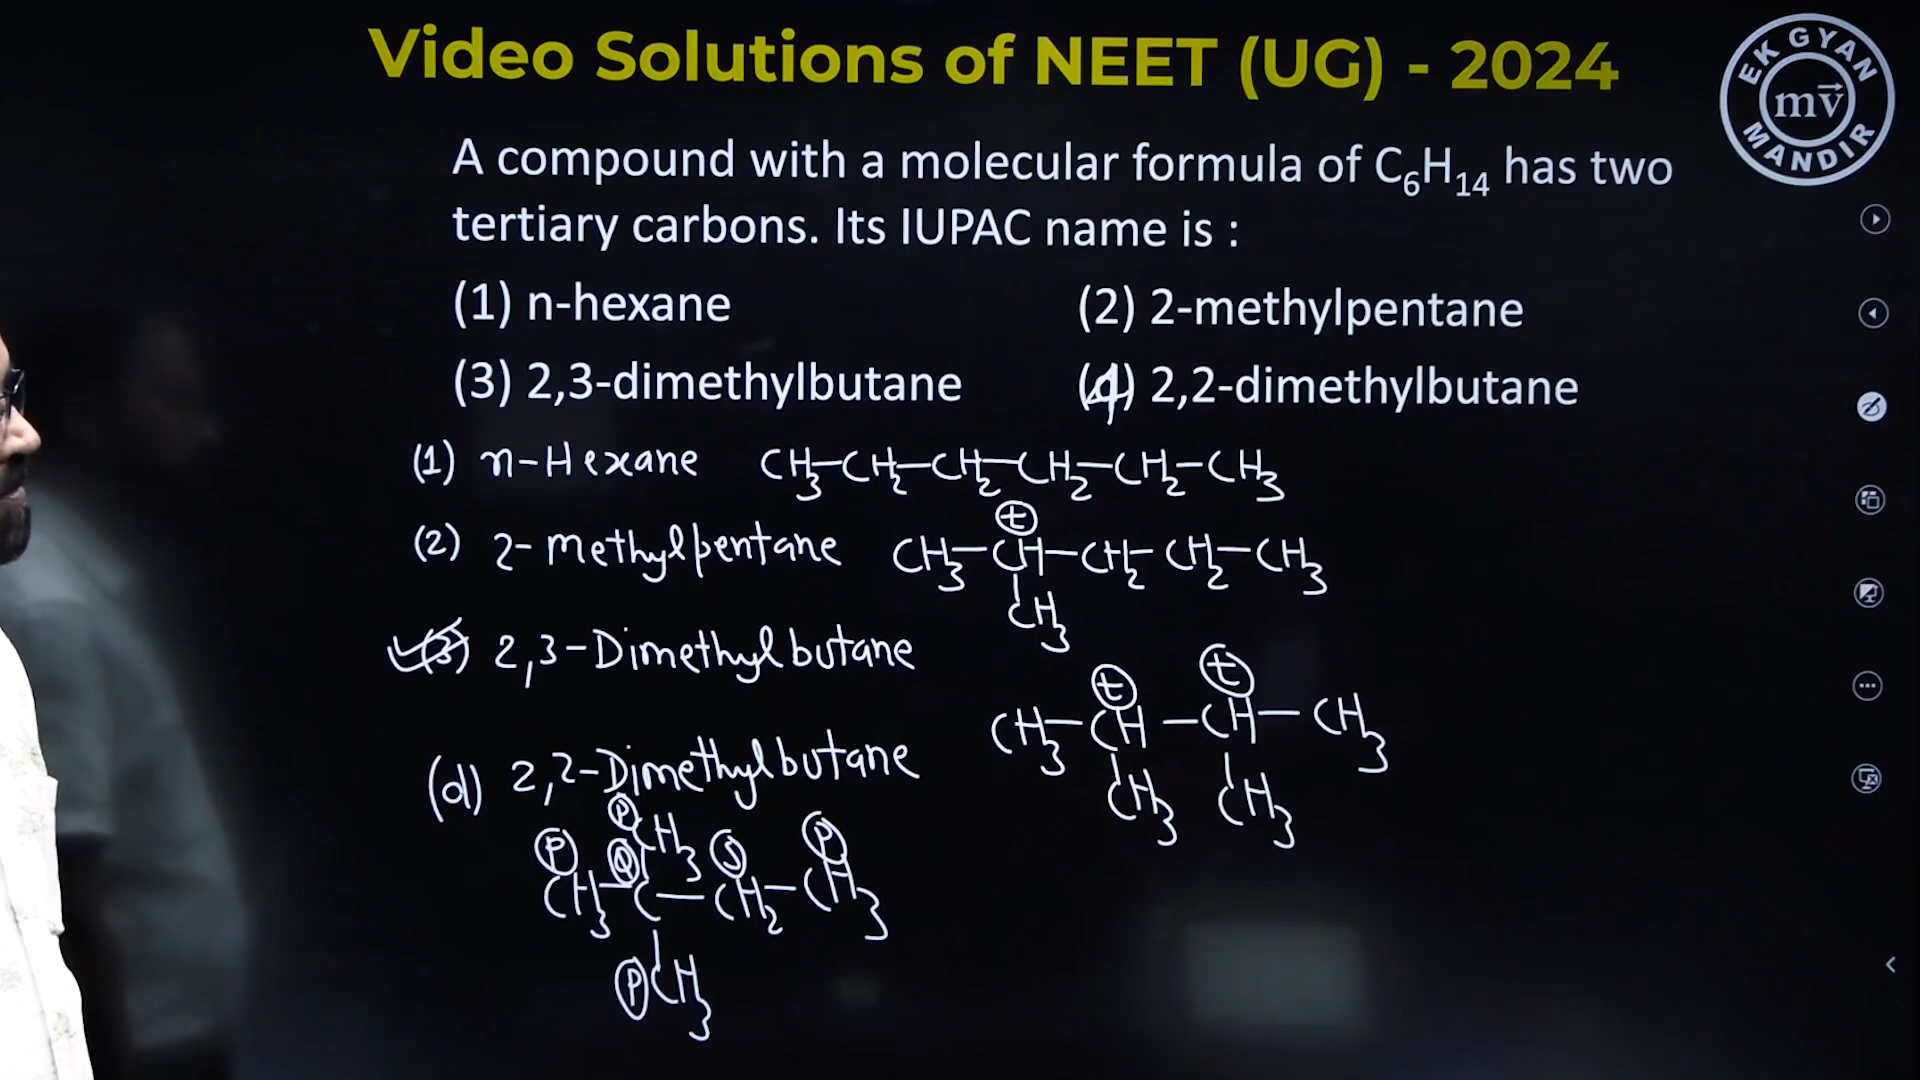 Video Solutions of NEET (UG) - 2024
EK GYAN
mv⃗
MANDIR
A compound with a molecular formula of C₆H₁₄ has two
tertiary carbons. Its IUPAC name is :
(1) n-hexane
(2) 2-methylpentane
(3) 2,3-dimethylbutane
(4) 2,2-dimethylbutane
(1) n-Hexane CH₃-CH₂-CH₂-CH₂-CH₂-CH₃
t
(2) 2-Methylpentane CH₃-CH-CH₂-CH₂-CH₃
CH₃
(3) 2,3-Dimethylbutane
t t
CH₃-CH-CH-CH₃
CH₃ CH₃
(d) 2,2-Dimethylbutane
P CH₃
P Q S P
CH₃-C-CH₂-CH₃
P CH₃